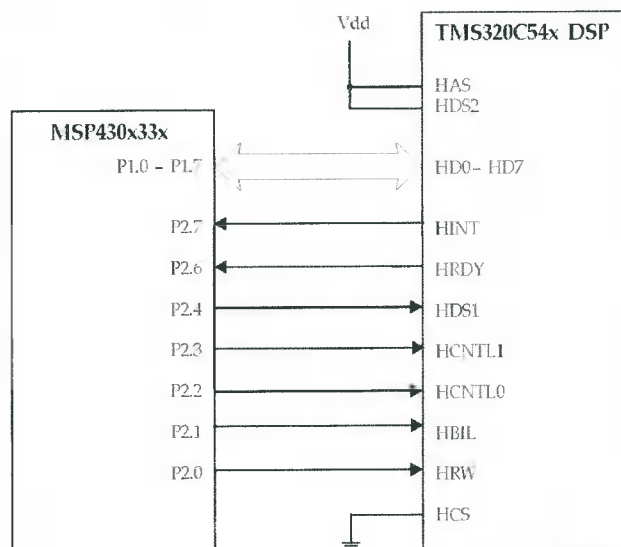 Vdd
TMS320C54x DSP
HAS
HDS2
MSP430x33x
P1.0 - P1.7
HD0- HD7
P2.7
HINT
P2.6
HRDY
P2.4
HDS1
P2.3
HCNTL1
P2.2
HCNTL0
P2.1
HBIL
P2.0
HRW
HCS